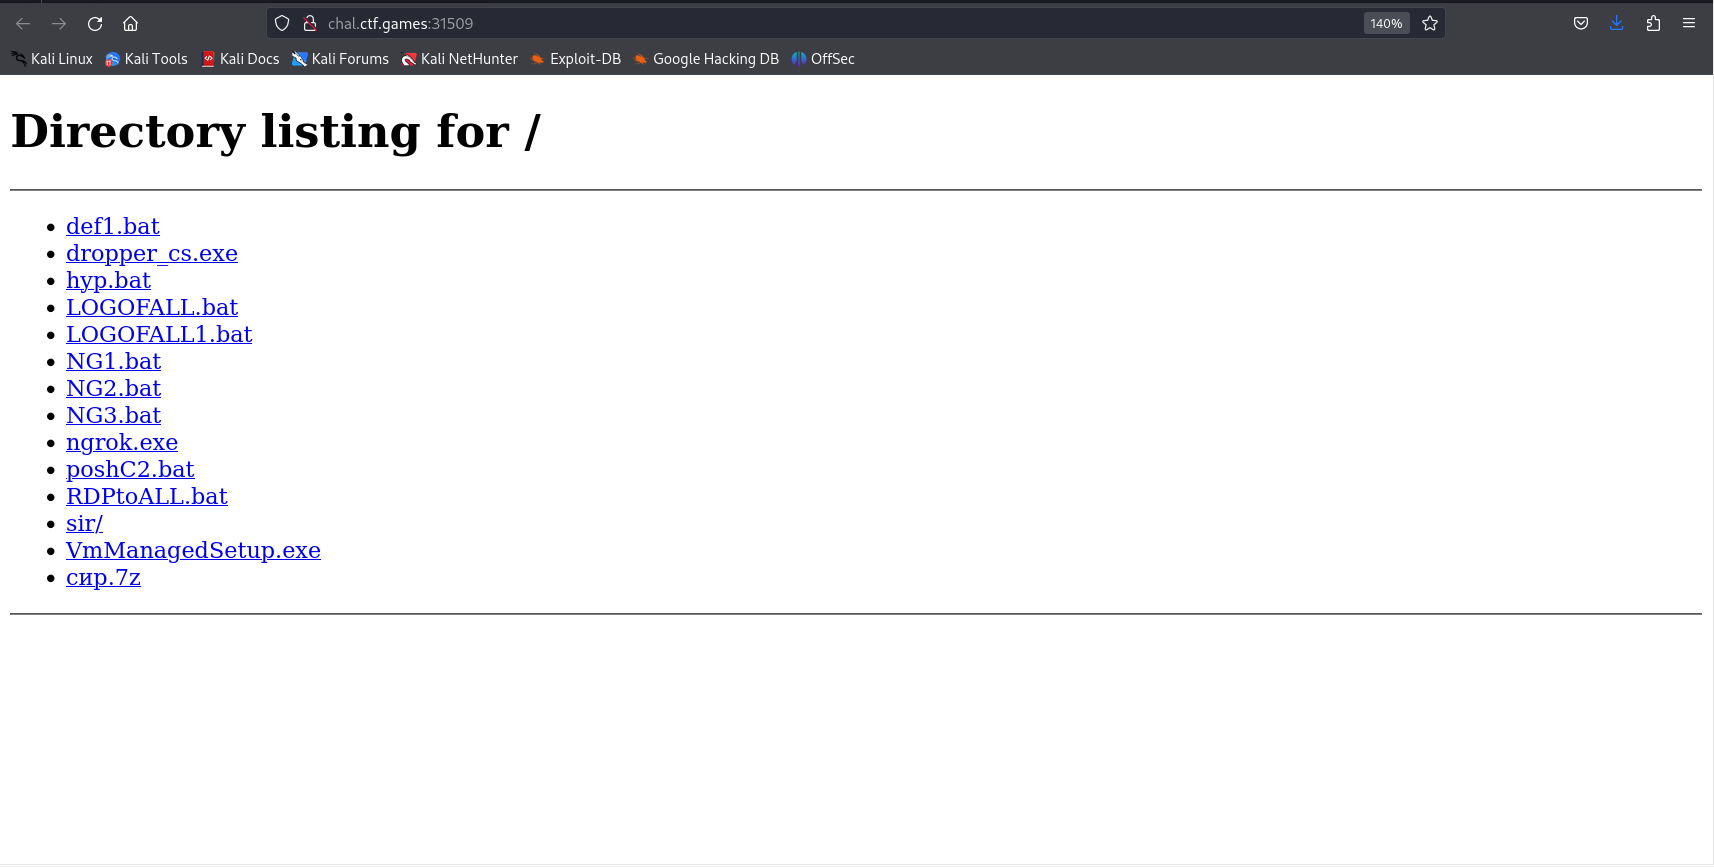 chal.ctf.games:31509 140%
Kali Linux Kali Tools Kali Docs Kali Forums Kali NetHunter Exploit-DB Google Hacking DB OffSec
Directory listing for /
def1.bat
dropper_cs.exe
hyp.bat
LOGOFALL.bat
LOGOFALL1.bat
NG1.bat
NG2.bat
NG3.bat
ngrok.exe
poshC2.bat
RDPtoALL.bat
sir/
VmManagedSetup.exe
сир.7z